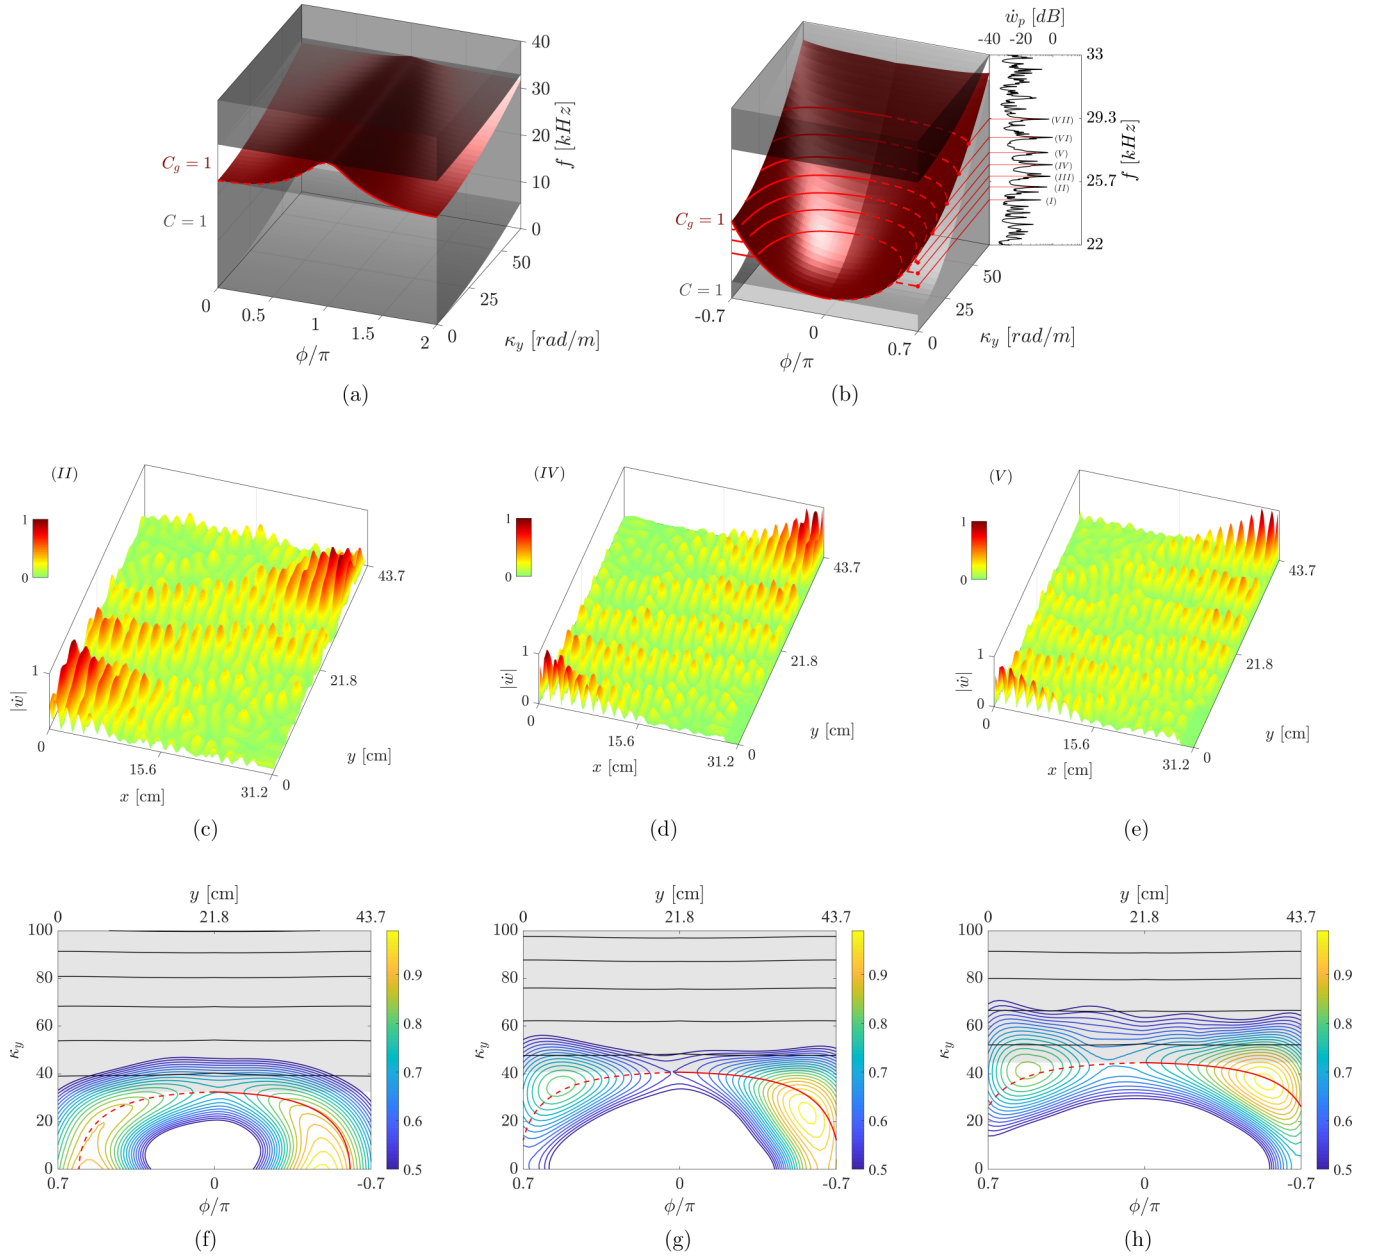 40
30
20
10
0
f [kHz]
C_g = 1
C = 1
0
0.5
1
1.5
2
ϕ/π
0
25
50
κ_y [rad/m]
(a)
ẇ_p [dB]
-40 -20 0
33
29.3
25.7
22
f [kHz]
(VII)
(VI)
(V)
(IV)
(III)
(II)
(I)
C_g = 1
C = 1
-0.7
0
0.7
ϕ/π
0
25
50
κ_y [rad/m]
(b)
(II)
1
0
1
|ẇ|
0
15.6
31.2
x [cm]
0
21.8
43.7
y [cm]
(c)
(IV)
1
0
1
0
|ẇ|
0
15.6
31.2
x [cm]
0
21.8
43.7
y [cm]
(d)
(V)
1
0
1
0
|ẇ|
0
15.6
31.2
x [cm]
0
21.8
43.7
y [cm]
(e)
y [cm]
0 21.8 43.7
100
80
60
40
20
0
κ_y
0.7 0 -0.7
ϕ/π
0.9
0.8
0.7
0.6
0.5
(f)
y [cm]
0 21.8 43.7
100
80
60
40
20
0
κ_y
0.7 0 -0.7
ϕ/π
0.9
0.8
0.7
0.6
0.5
(g)
y [cm]
0 21.8 43.7
100
80
60
40
20
0
κ_y
0.7 0 -0.7
ϕ/π
0.9
0.8
0.7
0.6
0.5
(h)